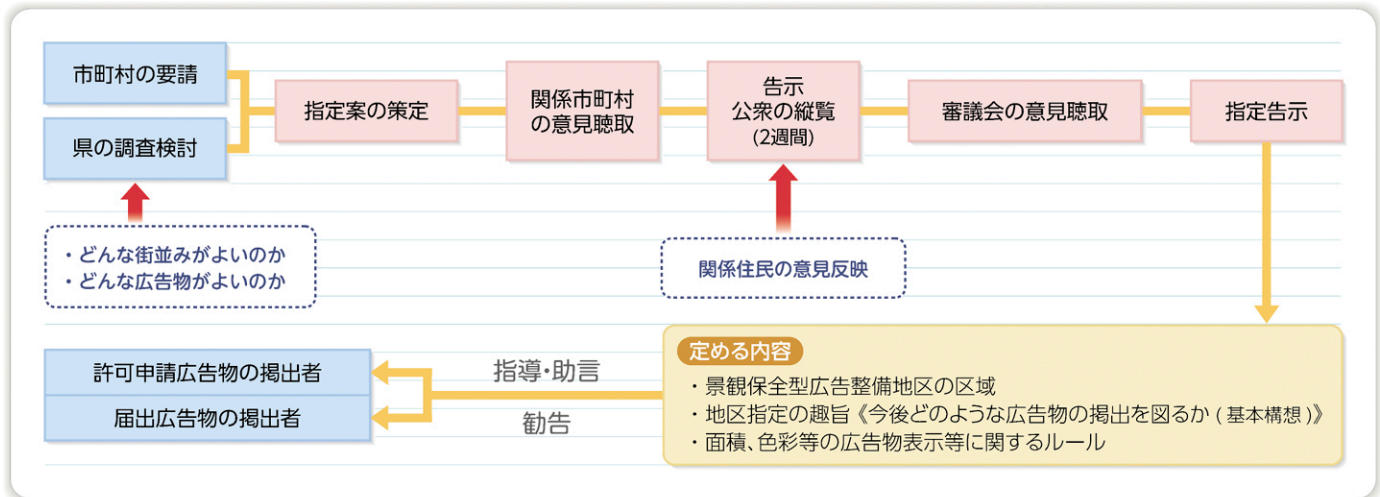 市町村の要請
県の調査検討
指定案の策定
関係市町村
の意見聴取
告示
公衆の縦覧
(2週間)
審議会の意見聴取
指定告示
・どんな街並みがよいのか
・どんな広告物がよいのか
関係住民の意見反映
定める内容
・景観保全型広告整備地区の区域
・地区指定の趣旨《今後どのような広告物の掲出を図るか(基本構想)》
・面積、色彩等の広告物表示等に関するルール
指導・助言
勧告
許可申請広告物の掲出者
届出広告物の掲出者